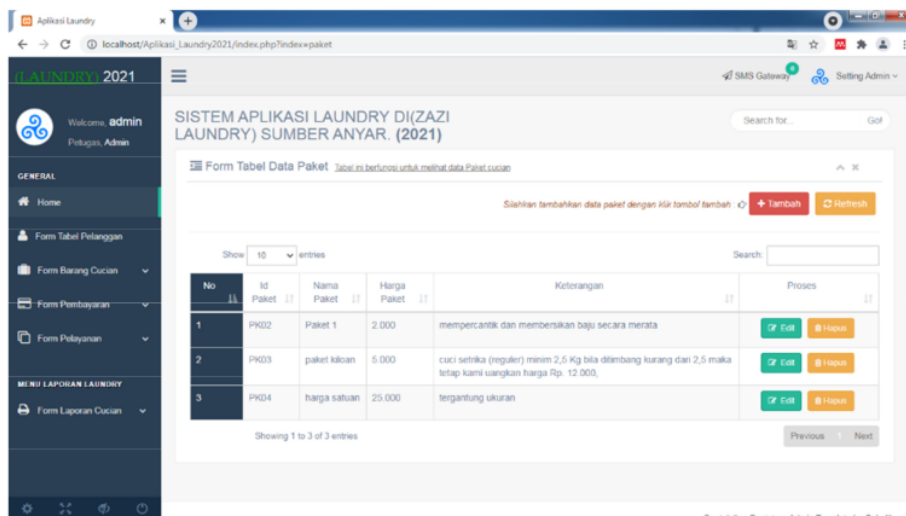 Aplikasi Laundry
localhost/Aplikasi_Laundry2021/index.php?index=paket
(LAUNDRY) 2021
SMS Gateway 0
Setting Admin
Welcome, admin
Petugas, Admin
GENERAL
Home
Form Tabel Pelanggan
Form Barang Cucian
Form Pembayaran
Form Pelayanan
MENU LAPORAN LAUNDRY
Form Laporan Cucian
SISTEM APLIKASI LAUNDRY DI(ZAZI
LAUNDRY) SUMBER ANYAR. (2021)
Search for...
Go!
Form Tabel Data Paket Tabel ini berfungsi untuk melihat data Paket cucian
Silahkan tambahkan data paket dengan klik tombol tambah
+ Tambah
Refresh
Show 10 entries
Search:
No Id Paket Nama Paket Harga Paket Keterangan Proses
1 PK02 Paket 1 2.000 mempercantik dan membersikan baju secara merata Edit Hapus
2 PK03 paket kiloan 5.000 cuci setrika (reguler) minim 2,5 Kg bila ditimbang kurang dari 2,5 maka
tetap kami uangkan harga Rp. 12.000, Edit Hapus
3 PK04 harga satuan 25.000 tergantung ukuran Edit Hapus
Showing 1 to 3 of 3 entries
Previous 1 Next